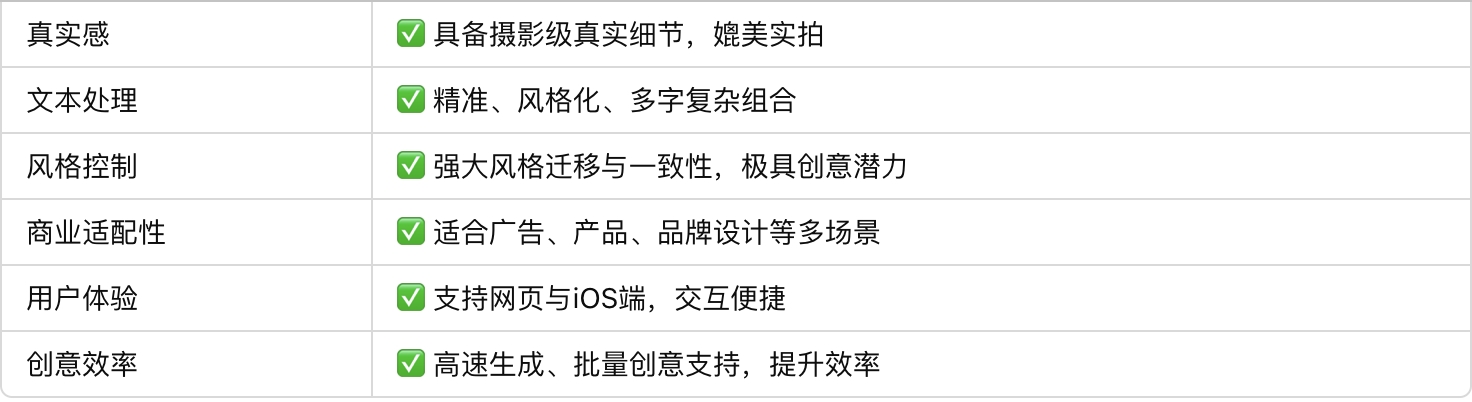 真实感 ✅ 具备摄影级真实细节，媲美实拍
文本处理 ✅ 精准、风格化、多字复杂组合
风格控制 ✅ 强大风格迁移与一致性，极具创意潜力
商业适配性 ✅ 适合广告、产品、品牌设计等多场景
用户体验 ✅ 支持网页与iOS端，交互便捷
创意效率 ✅ 高速生成、批量创意支持，提升效率